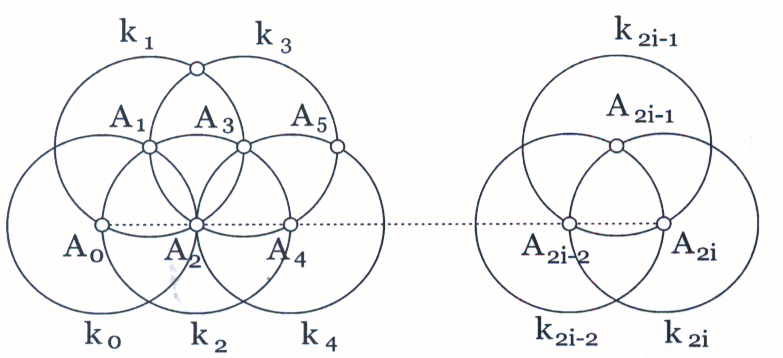 k₁ k₃ k₂ᵢ₋₁
A₁ A₃ A₅ A₂ᵢ₋₁
A₀ A₂ A₄ A₂ᵢ₋₂ A₂ᵢ
k₀ k₂ k₄ k₂ᵢ₋₂ k₂ᵢ